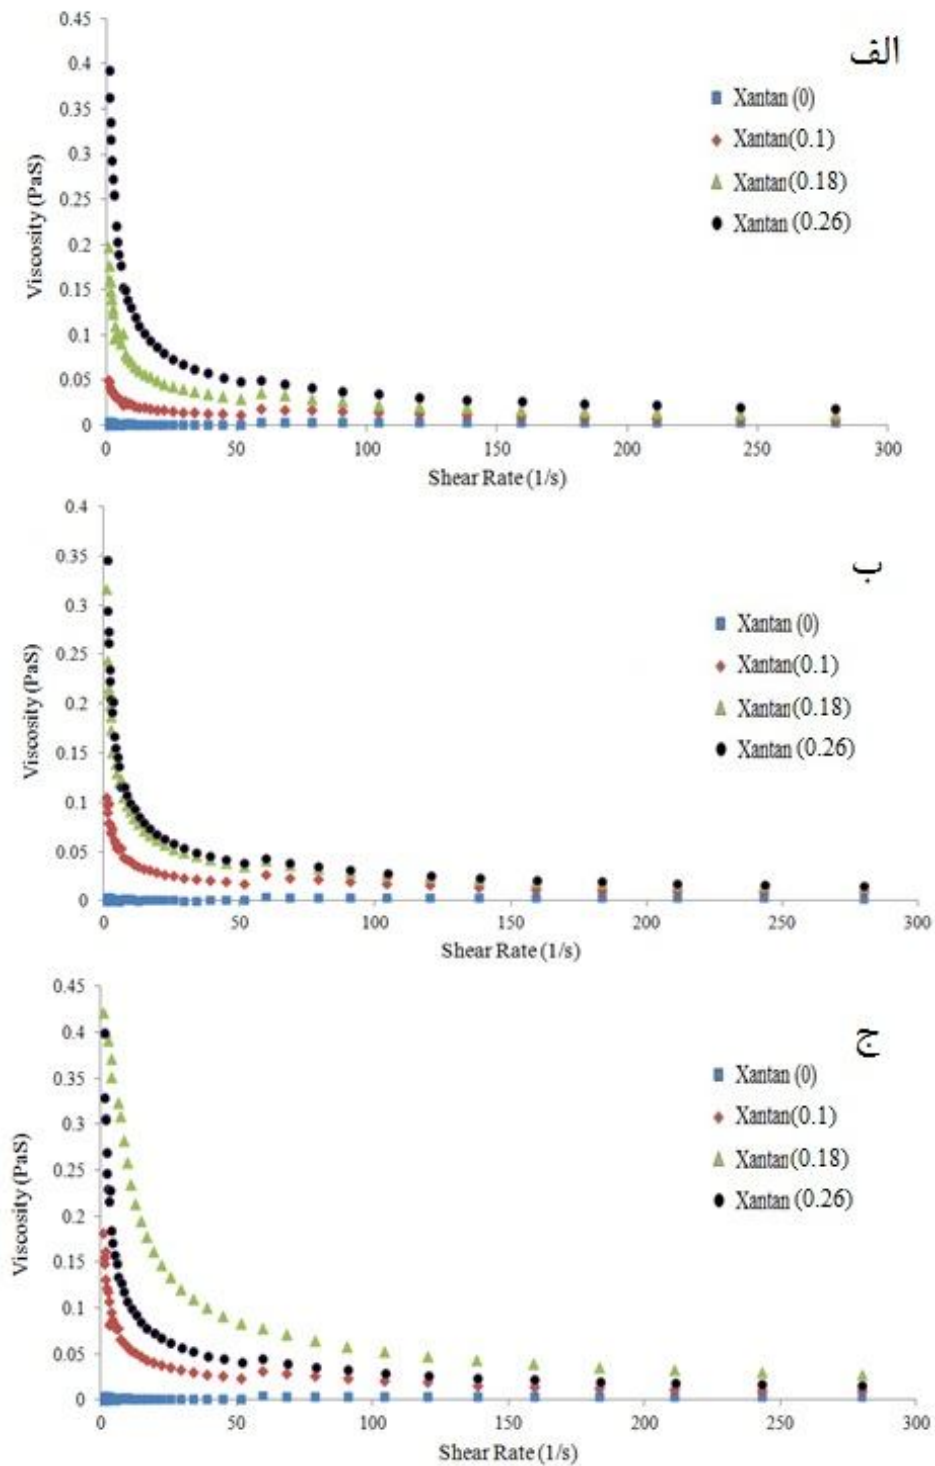 الف
0.45
0.4
0.35
0.3
0.25
0.2
0.15
0.1
0.05
0
Viscosity (PaS)
Xantan (0)
Xantan(0.1)
Xantan(0.18)
Xantan (0.26)
0 50 100 150 200 250 300
Shear Rate (1/s)
ب
0.4
0.35
0.3
0.25
0.2
0.15
0.1
0.05
0
Viscosity (PaS)
Xantan (0)
Xantan(0.1)
Xantan(0.18)
Xantan (0.26)
0 50 100 150 200 250 300
Shear Rate (1/s)
ج
0.45
0.4
0.35
0.3
0.25
0.2
0.15
0.1
0.05
0
Viscosity (PaS)
Xantan (0)
Xantan(0.1)
Xantan(0.18)
Xantan (0.26)
0 50 100 150 200 250 300
Shear Rate (1/s)